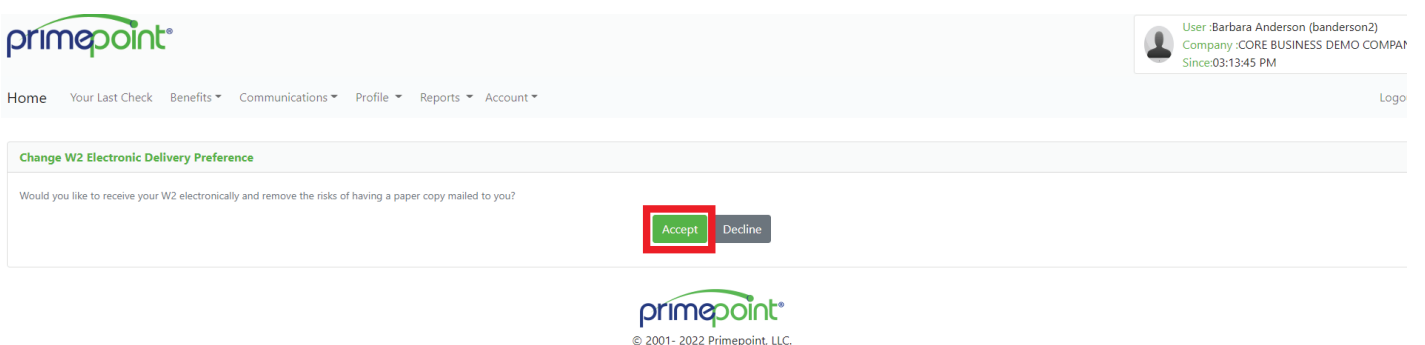 primepoint®
User :Barbara Anderson (banderson2)
Company :CORE BUSINESS DEMO
Since:03:13:45 PM
Home Your Last Check Benefits Communications Profile Reports Account
Change W2 Electronic Delivery Preference
Would you like to receive your W2 electronically and remove the risks of having a paper copy mailed to you?
Accept Decline
primepoint®
© 2001- 2022 Primepoint, LLC.